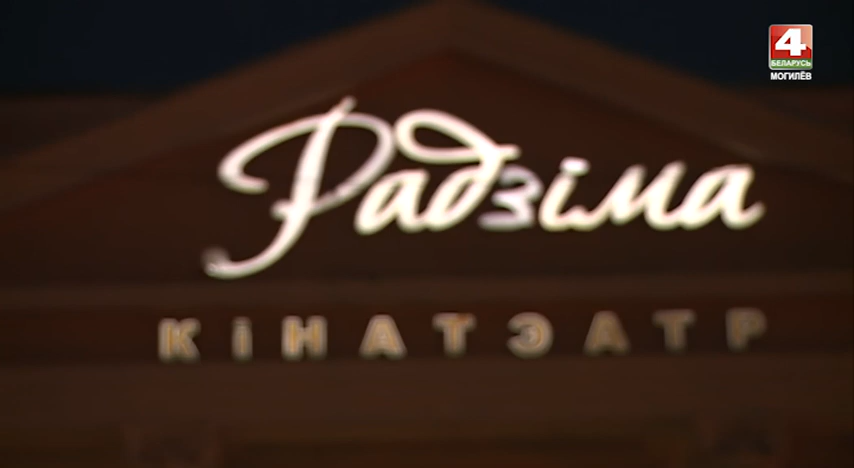 4
БЕЛАРУСЬ
МОГИЛЁВ
Радзіма
КІНАТЭАТР